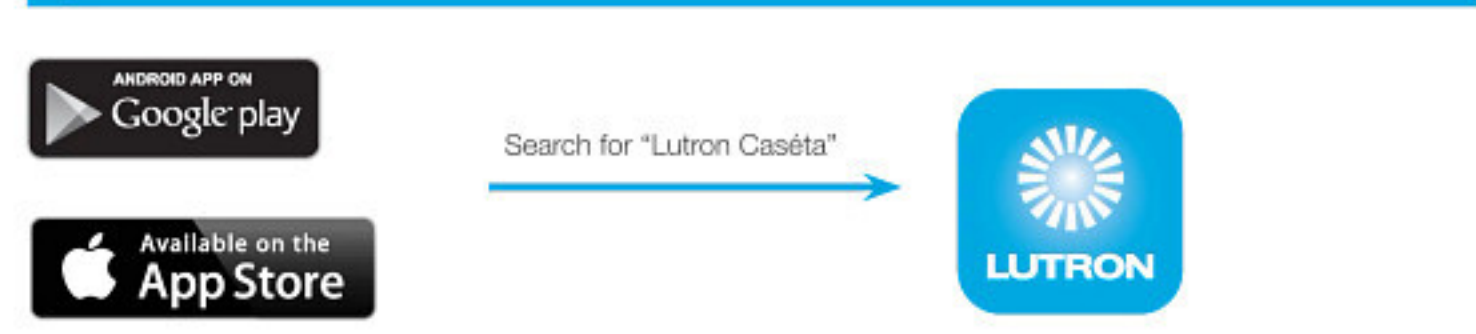 ANDROID APP ON
Google play
Search for “Lutron Caséta”
Available on the
App Store
LUTRON